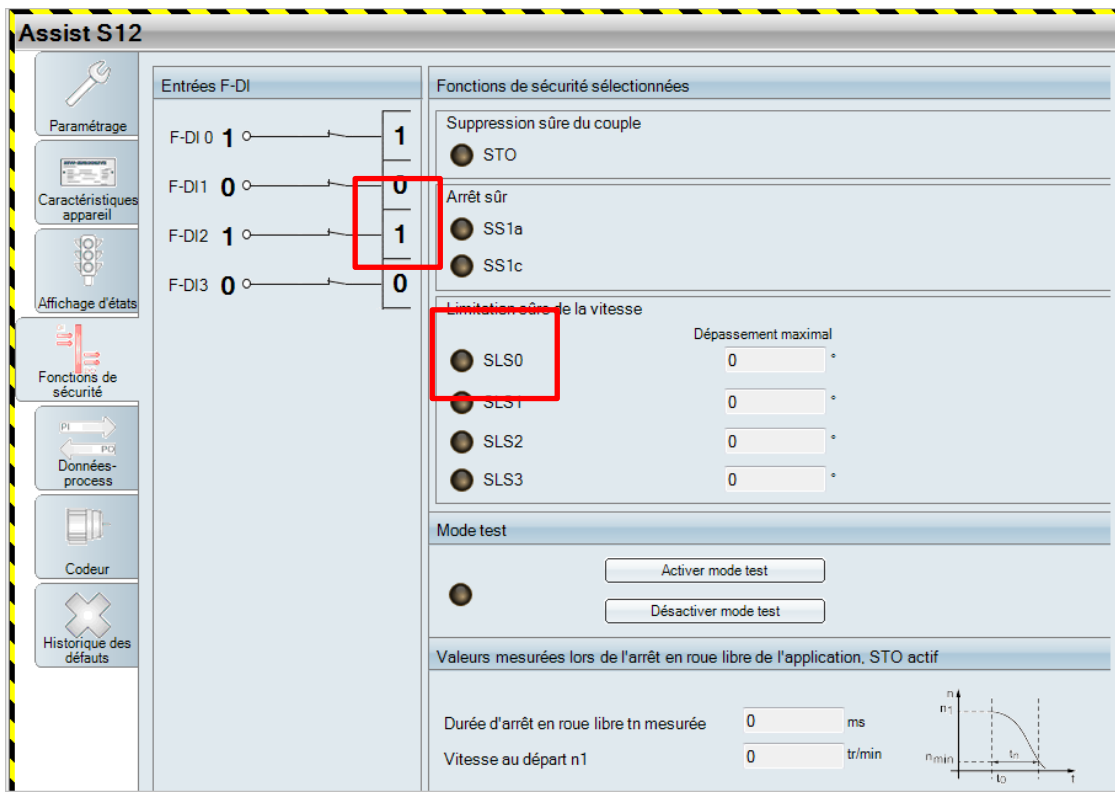 Assist S12
Paramétrage
Caractéristiques
appareil
Affichage d'états
Fonctions de
sécurité
PI
PO
Données-
process
Codeur
Historique des
défauts
Entrées F-DI
F-DI 0 1 1
F-DI1 0 0
F-DI2 1 1
F-DI3 0 0
Fonctions de sécurité sélectionnées
Suppression sûre du couple
STO
Arrêt sûr
SS1a
SS1c
Limitation sûre de la vitesse
Dépassement maximal
SLS0 0 °
SLS1 0 °
SLS2 0 °
SLS3 0 °
Mode test
Activer mode test
Désactiver mode test
Valeurs mesurées lors de l'arrêt en roue libre de l'application, STO actif
Durée d'arrêt en roue libre tn mesurée 0 ms
Vitesse au départ n1 0 tr/min
n
n1
nmin
tn
t0
t